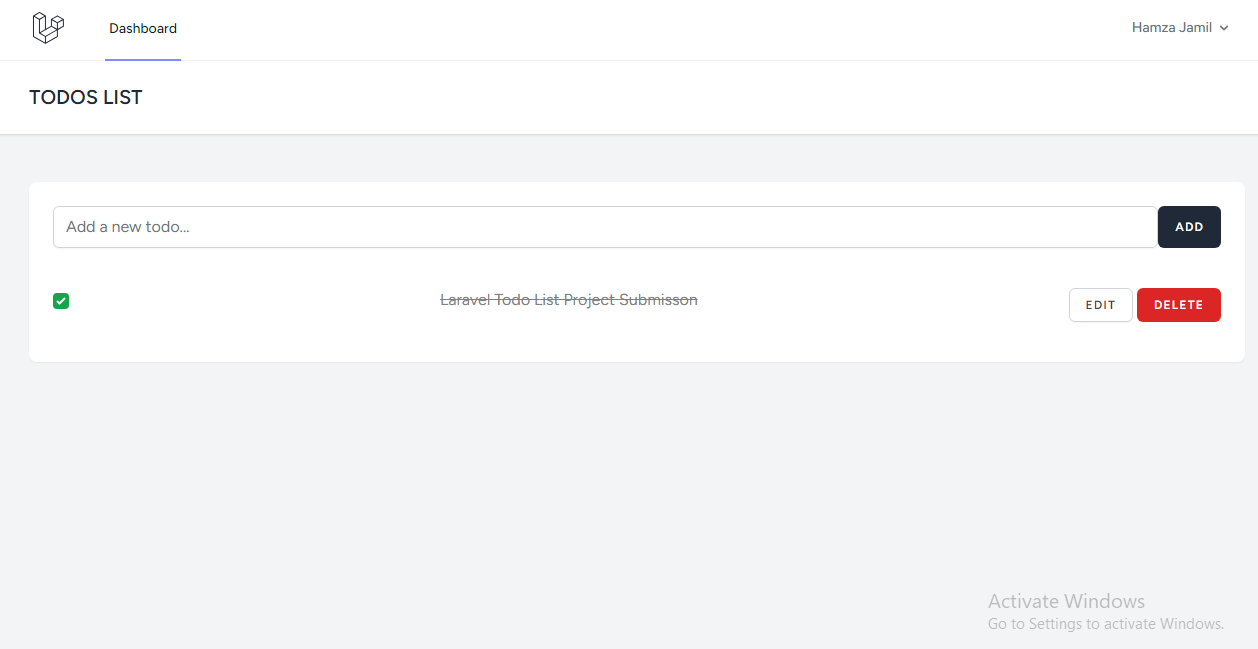 Dashboard
Hamza Jamil
TODOS LIST
Add a new todo...
ADD
Laravel Todo List Project Submisson
EDIT
DELETE
Activate Windows
Go to Settings to activate Windows.